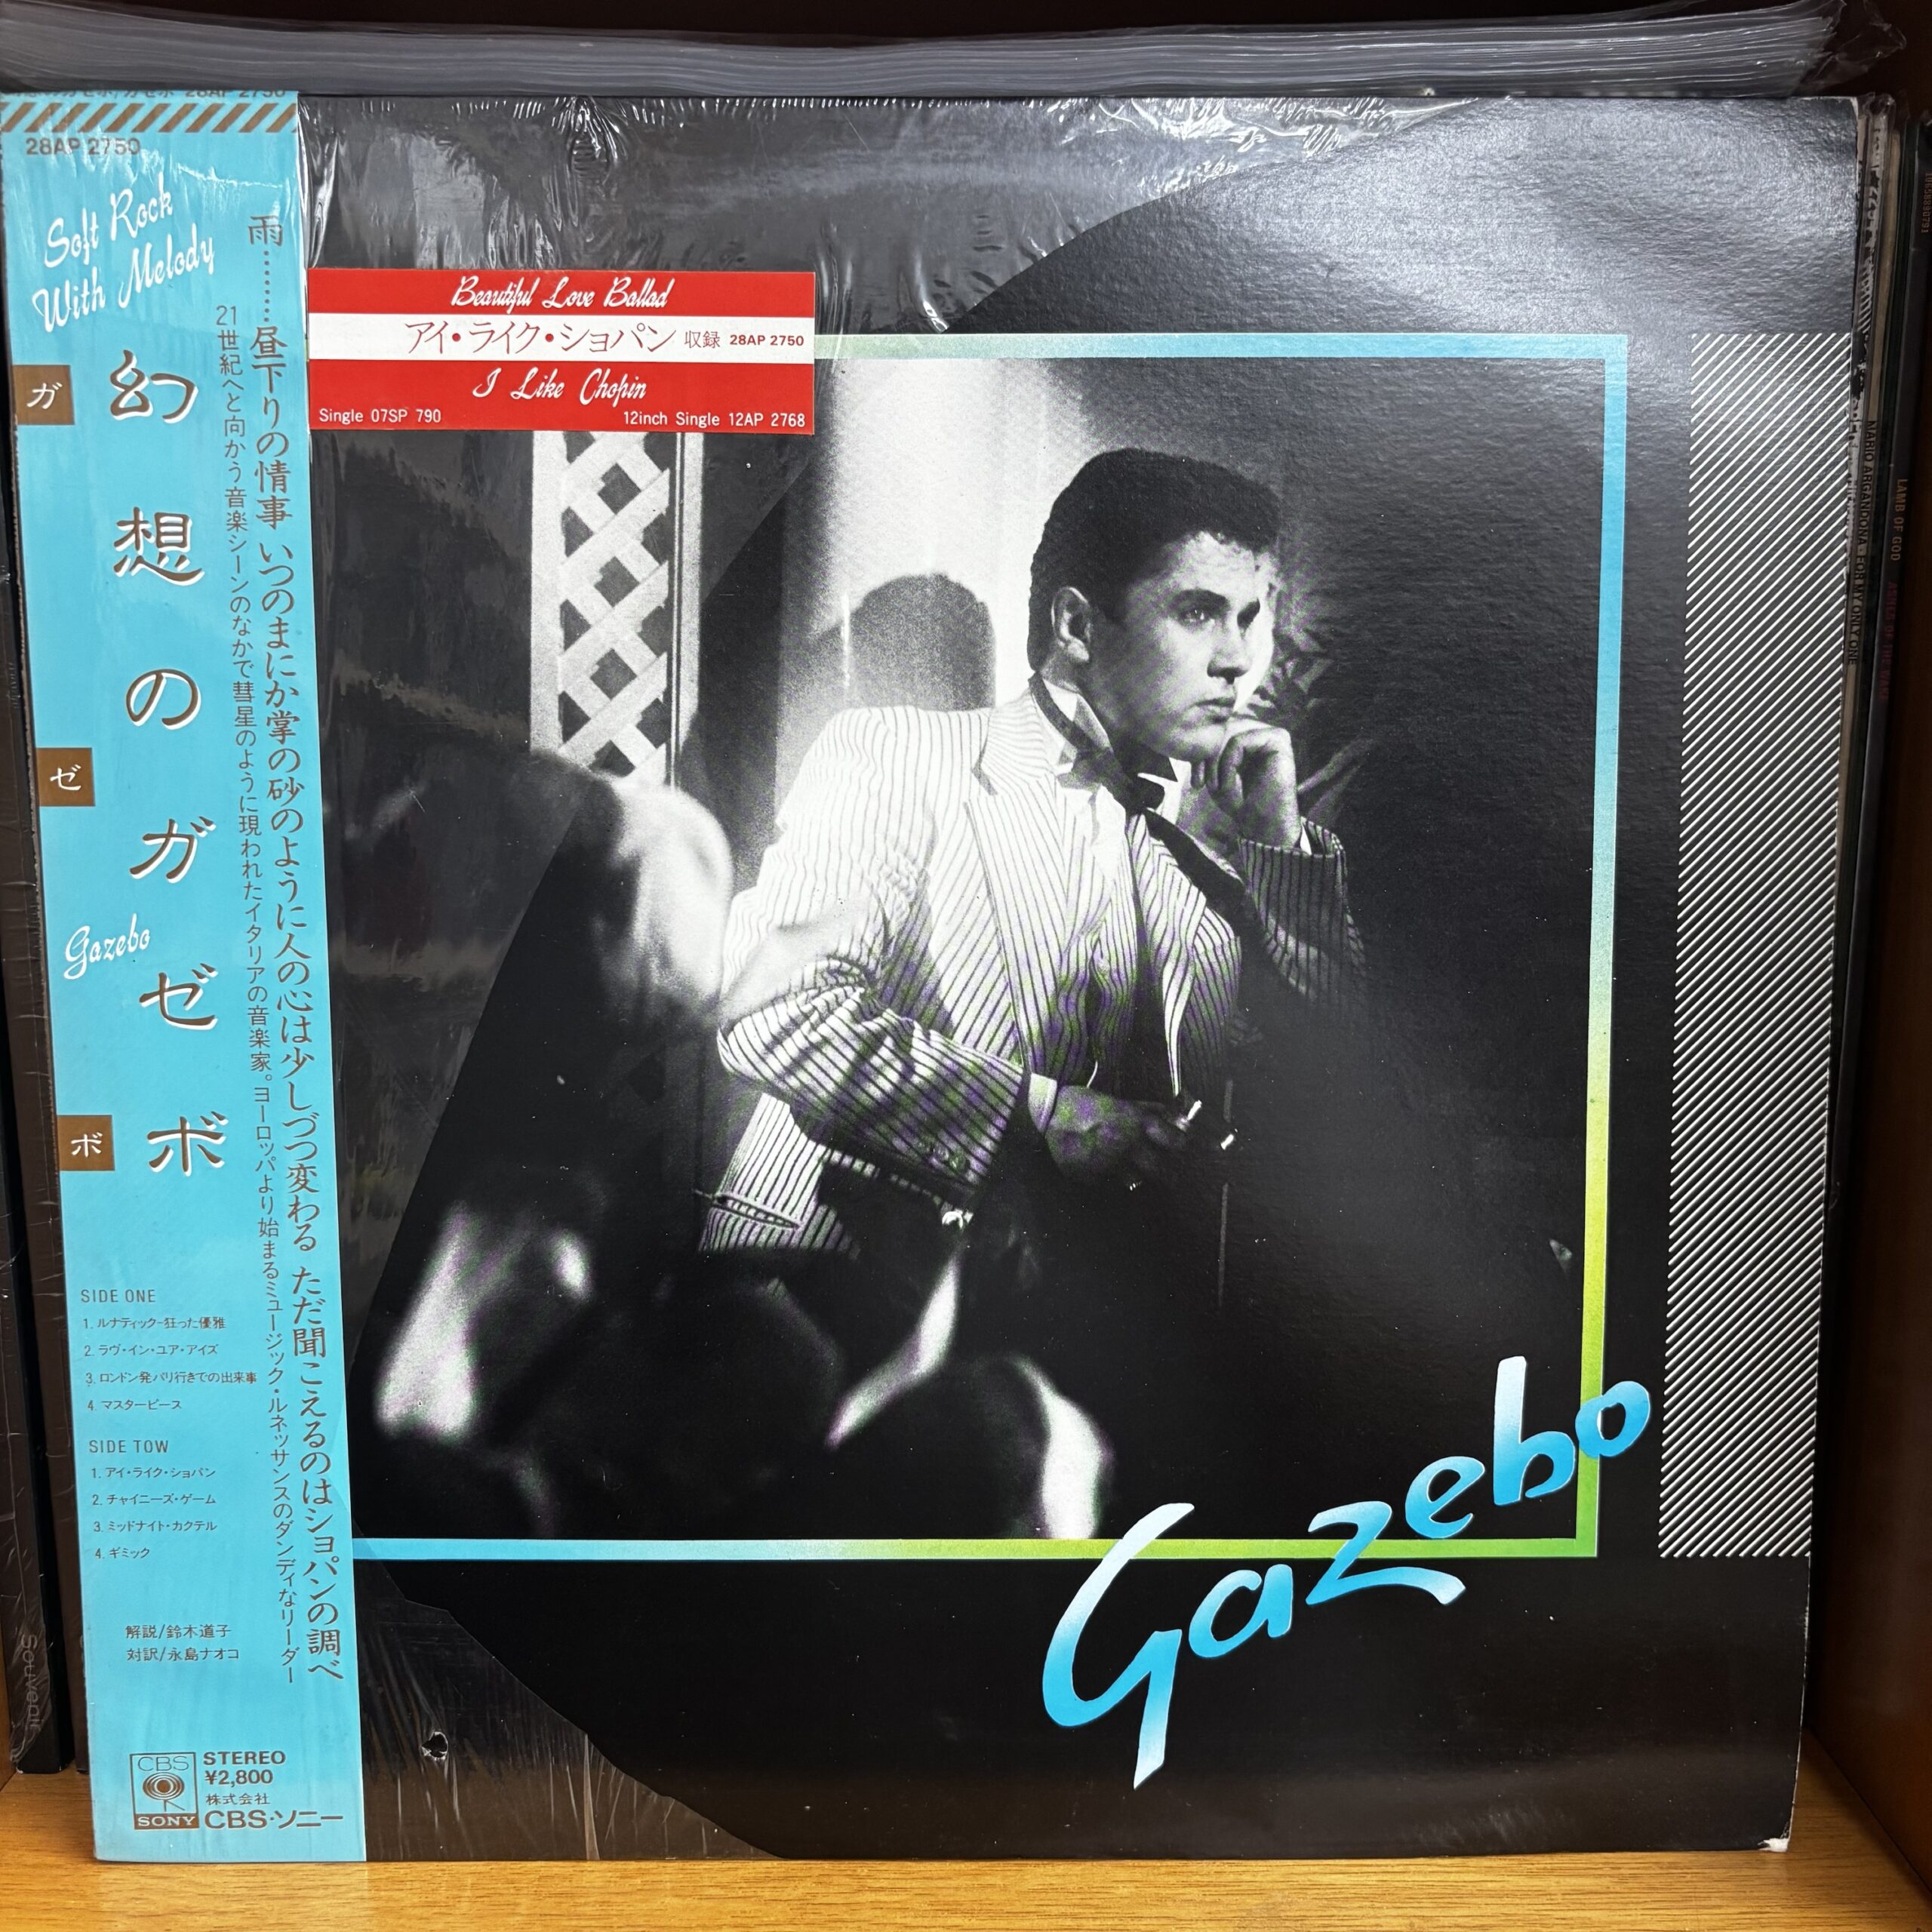 28AP 2750
Soft Rock
With Melody
雨………昼下りの情事 いつのまにか掌の砂のように人の心は少しづつ変わる ただ聞こえるのはショパンの調べ
21世紀へと向かう音楽シーンのなかで彗星のように現われたイタリアの音楽家。ヨーロッパより始まるミュージック・ルネッサンスのダンディなリーダー
幻想のガゼボ
Gazebo
ガ
ゼ
ボ
SIDE ONE
1. ルナティック-狂った優雅
2. ラヴ・イン・ユア・アイズ
3. ロンドン発パリ行きでの出来事
4. マスターピース
SIDE TOW
1. アイ・ライク・ショパン
2. チャイニーズ・ゲーム
3. ミッドナイト・カクテル
4. ギミック
解説/鈴木道子
対訳/永島ナオコ
CBS
SONY
STEREO
¥2,800
株式会社
CBS・ソニー
Beautiful Love Ballad
アイ・ライク・ショパン 収録 28AP 2750
I Like Chopin
Single 07SP 790 12inch Single 12AP 2768
Gazebo
LAMB OF GOD
Souvenir